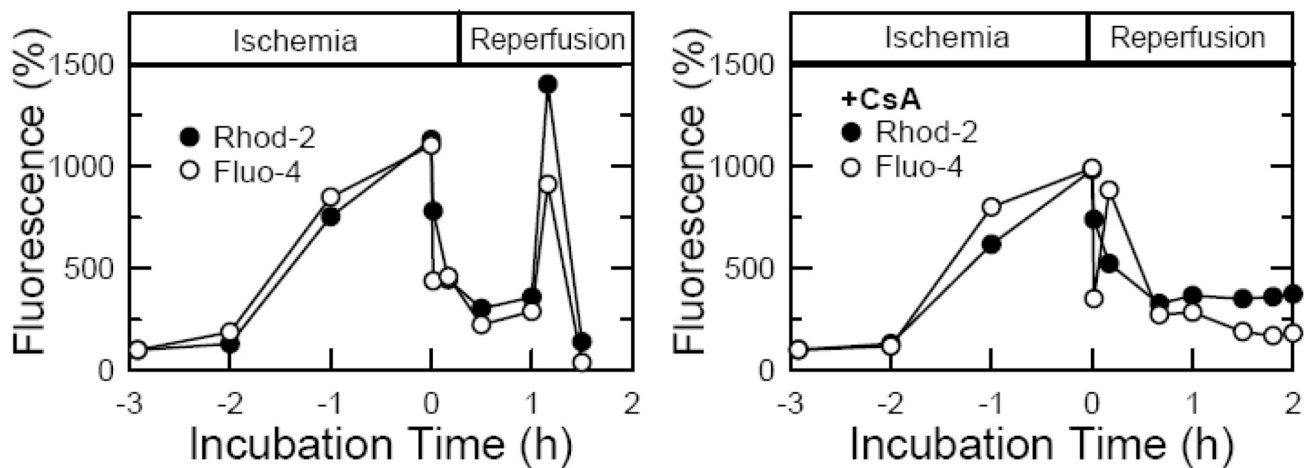 Ischemia Reperfusion
Fluorescence (%)
1500
1000
500
0
Rhod-2
Fluo-4
-3 -2 -1 0 1 2
Incubation Time (h)
Ischemia Reperfusion
Fluorescence (%)
1500
1000
500
0
+CsA
Rhod-2
Fluo-4
-3 -2 -1 0 1 2
Incubation Time (h)